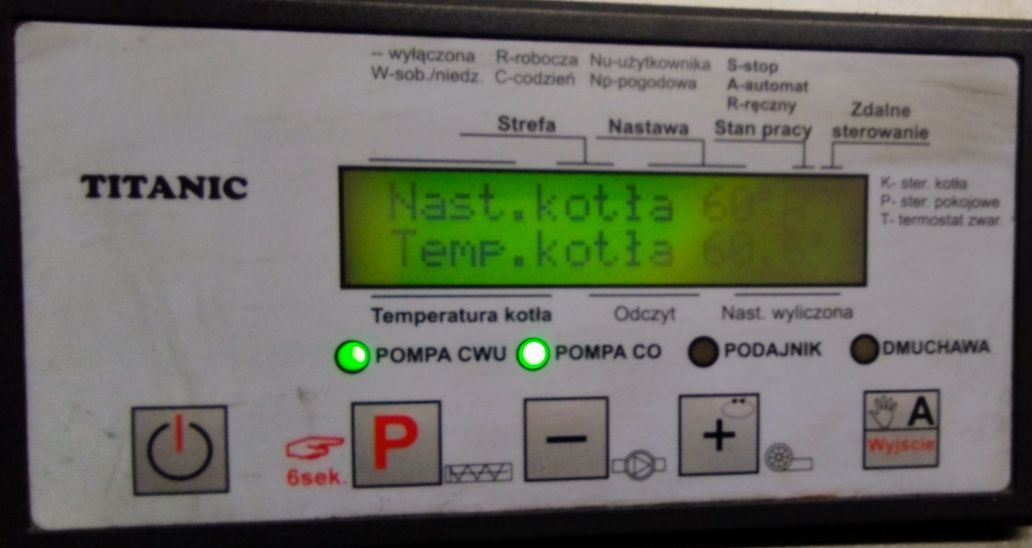 -- wyłączona R-robocza Nu-użytkownika S-stop
W-sob./niedz. C-codzień Np-pogodowa A-automat
R-ręczny
Strefa Nastawa Stan pracy Zdalne sterowanie
TITANIC
Nast.kotła 60°
Temp.kotła 60.
K- ster. kotła
P- ster. pokojowe
T- termostat zwar.
Temperatura kotła Odczyt Nast. wyliczona
POMPA CWU POMPA CO PODAJNIK DMUCHAWA
P − + A
6sek. Wyjście